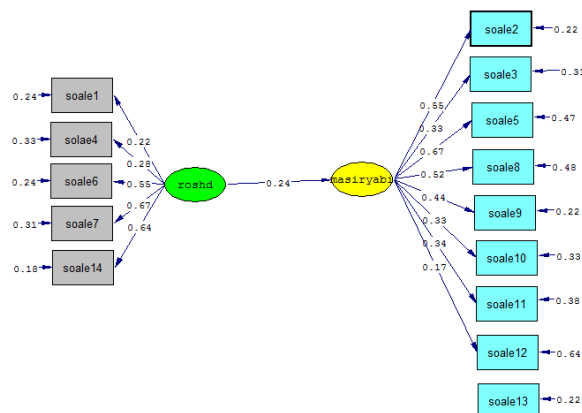 soale2
0.22
soale3
0.31
0.24 soale1
0.55
soale5
0.47
0.33
0.33 solae4
0.22
0.67
0.28
soale8
0.48
0.24 soale6
0.55
roshd
0.24
masiryabi
0.52
0.44
soale9
0.22
0.31 soale7
0.67
0.33
0.64
0.34
soale10
0.33
0.18 soale14
0.17
soale11
0.38
soale12
0.64
soale13
0.22